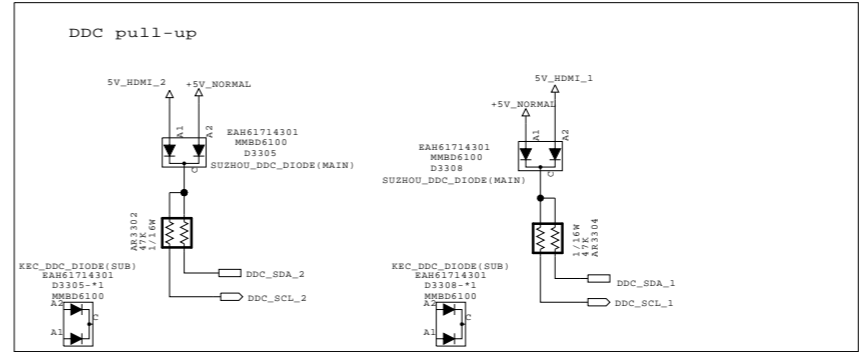 DDC pull-up
5V_HDMI_2
+5V_NORMAL
A1
A2
EAH61714301
MMBD6100
D3305
SUZHOU_DDC_DIODE(MAIN)
C
AR3302
47K
1/16W
DDC_SDA_2
DDC_SCL_2
KEC_DDC_DIODE(SUB)
EAH61714301
D3305-*1
MMBD6100
A2
C
A1
5V_HDMI_1
+5V_NORMAL
A1
A2
EAH61714301
MMBD6100
D3308
SUZHOU_DDC_DIODE(MAIN)
C
1/16W
47K
AR3304
DDC_SDA_1
DDC_SCL_1
KEC_DDC_DIODE(SUB)
EAH61714301
D3308-*1
MMBD6100
A2
C
A1